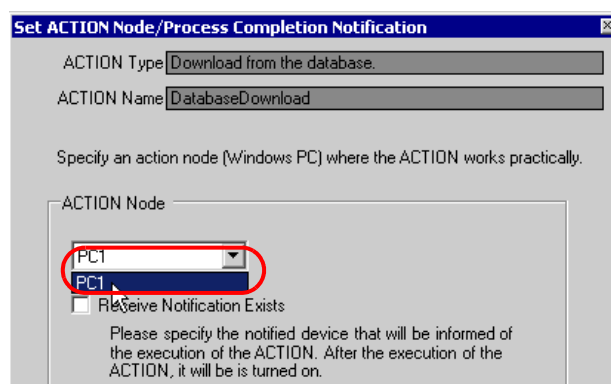 Set ACTION Node/Process Completion Notification
ACTION Type Download from the database.
ACTION Name DatabaseDownload
Specify an action node (Windows PC) where the ACTION works practically.
ACTION Node
PC1
PC1
Receive Notification Exists
Please specify the notified device that will be informed of
the execution of the ACTION. After the execution of the
ACTION, it will be is turned on.